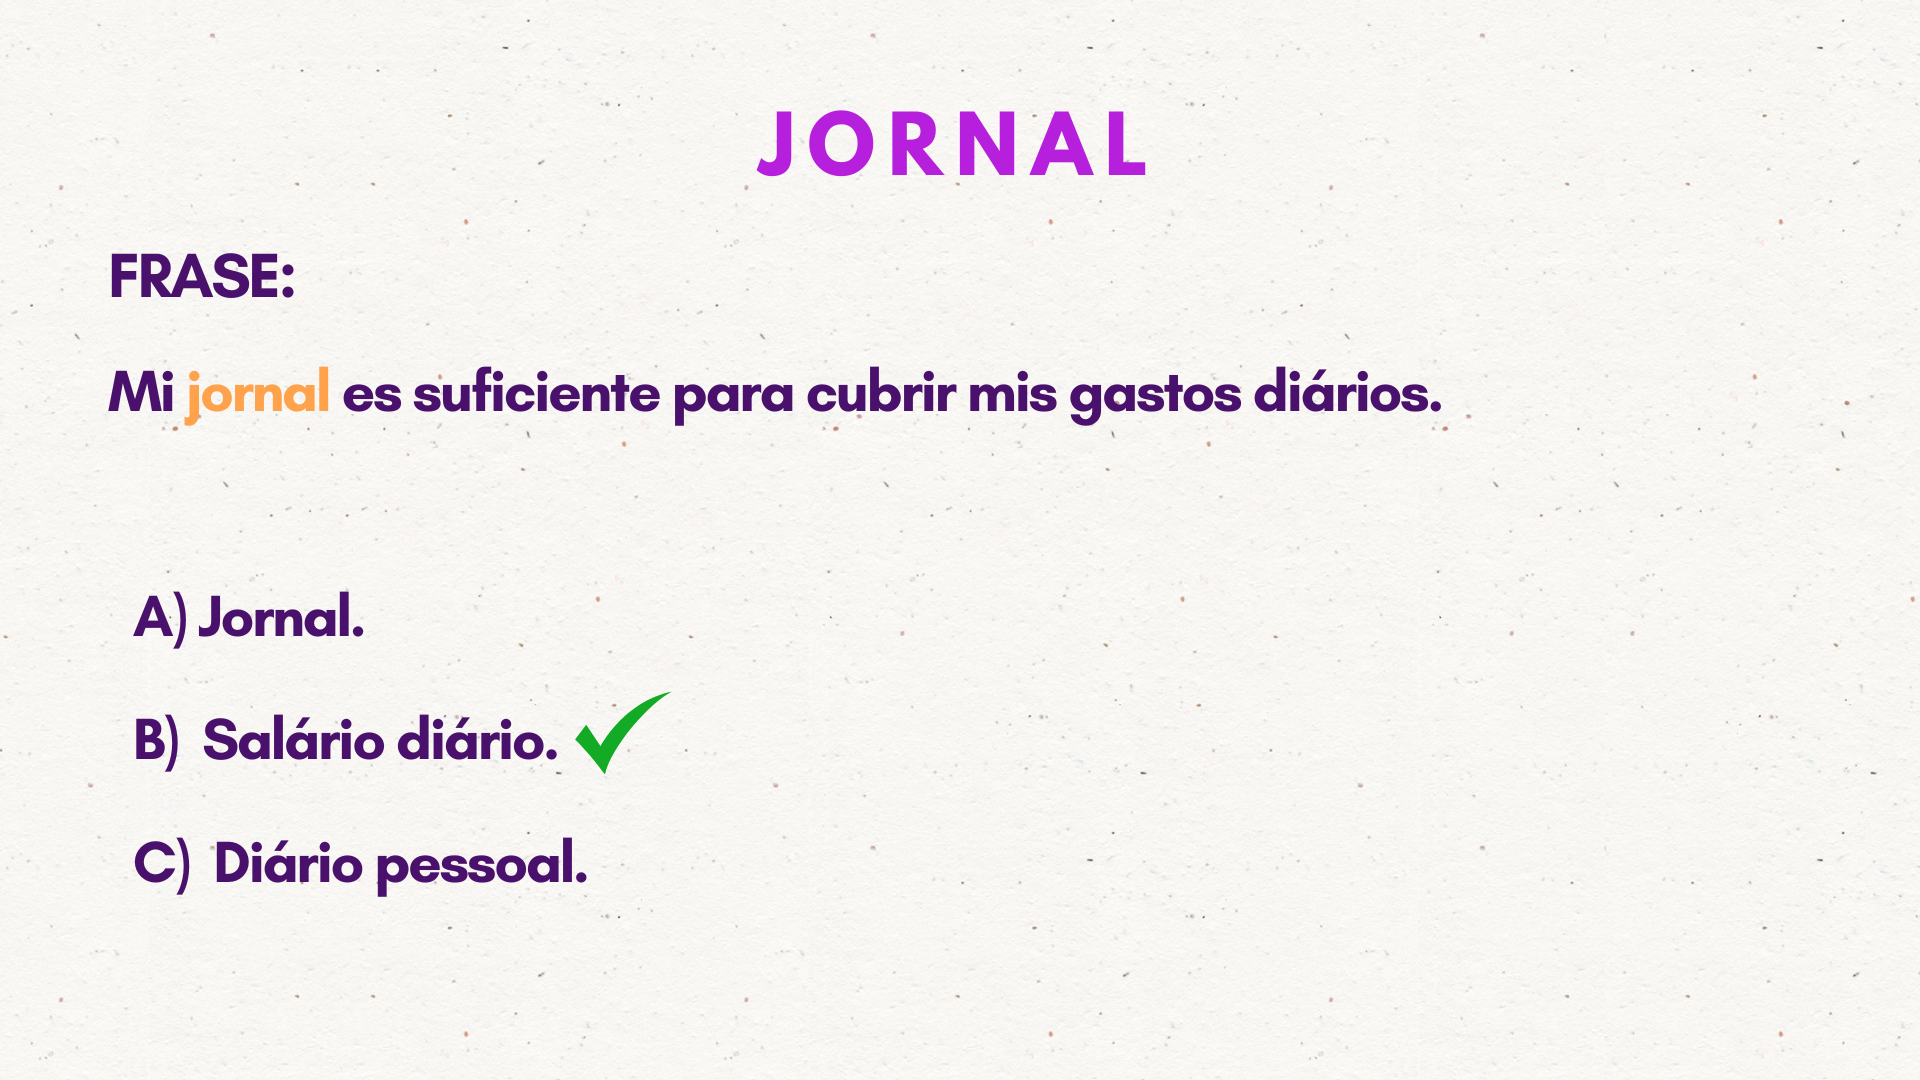 JORNAL
FRASE:
Mi jornal es suficiente para cubrir mis gastos diários.
A) Jornal.
B) Salário diário.
C) Diário pessoal.